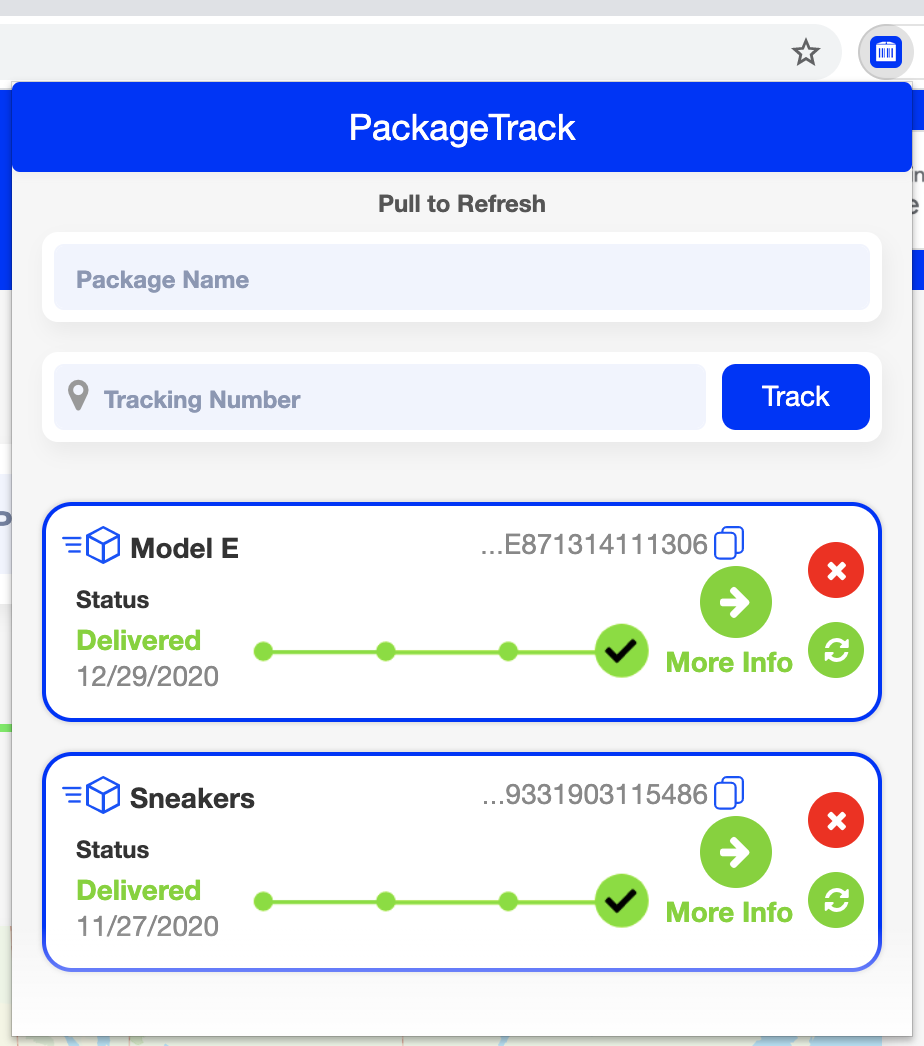 PackageTrack
Pull to Refresh
Package Name
Tracking Number
Track
Model E
...E871314111306
Status
Delivered
12/29/2020
More Info
Sneakers
...9331903115486
Status
Delivered
11/27/2020
More Info